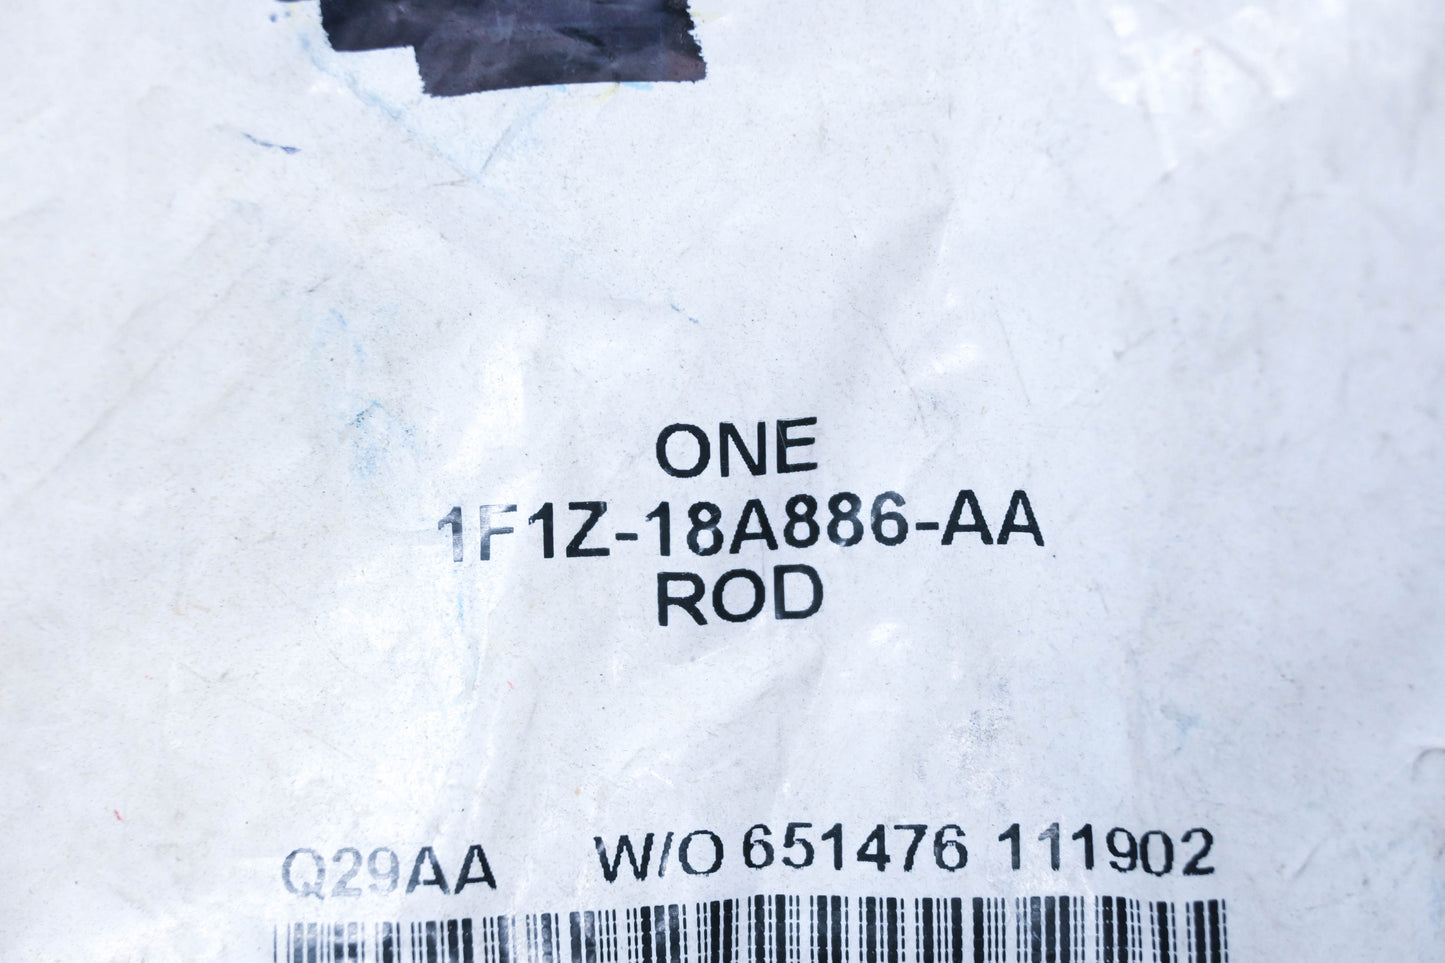 ONE
1F1Z-18A886-AA
ROD
Q29AA W/O 651476 111902